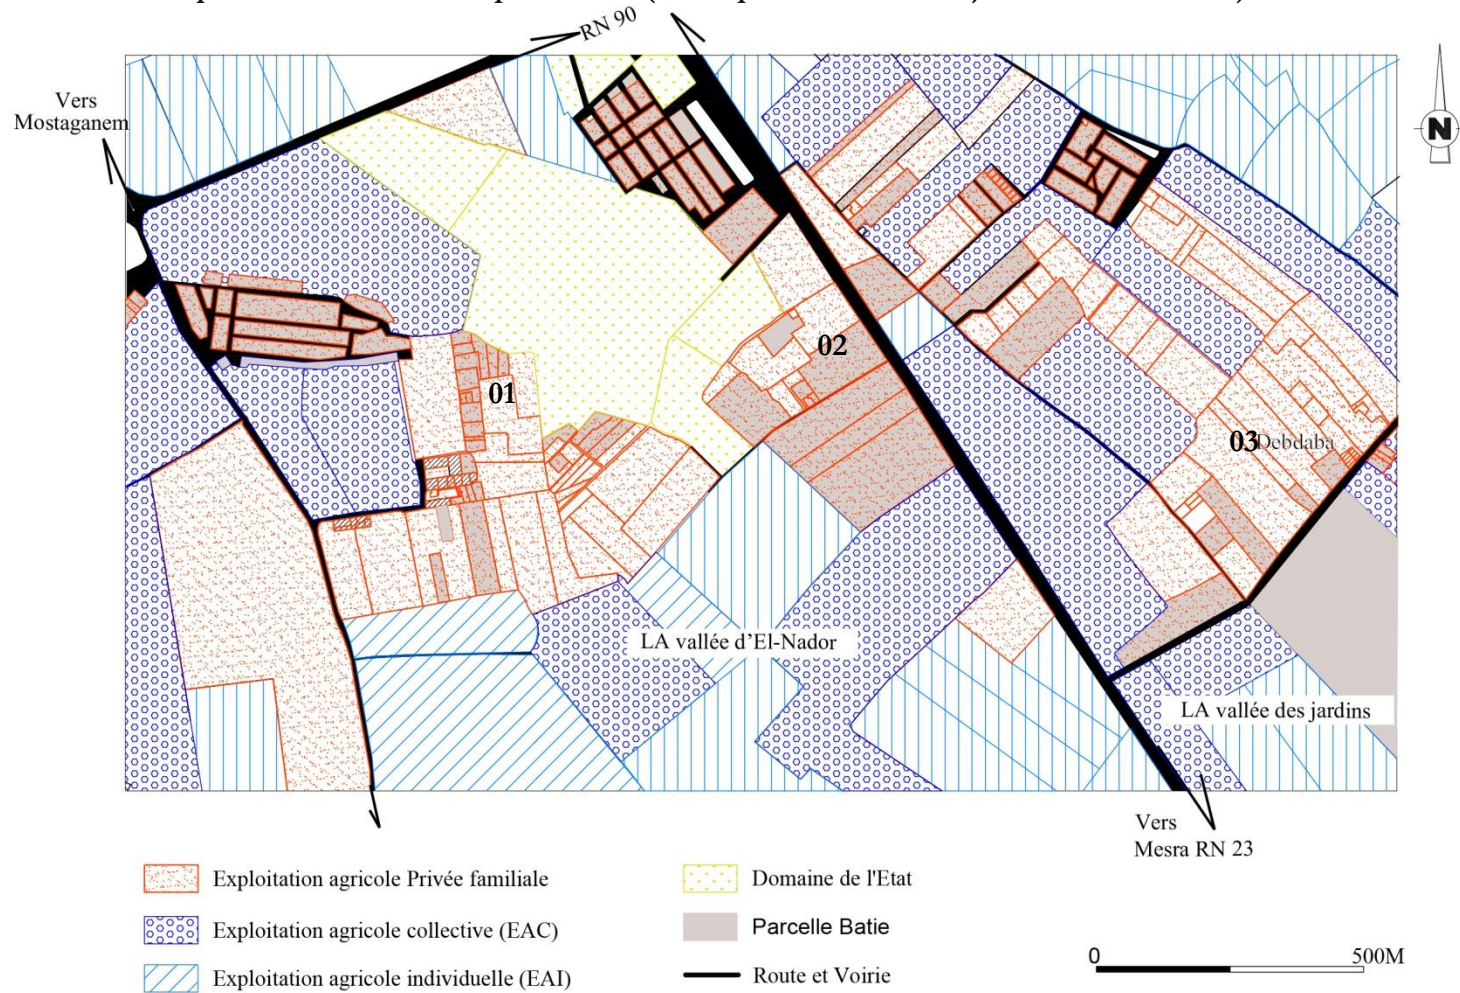 RN 90
Vers
Mostaganem
N
01
02
03
Debdaba
LA vallée d'El-Nador
LA vallée des jardins
Vers
Mesra RN 23
Exploitation agricole Privée familiale
Exploitation agricole collective (EAC)
Exploitation agricole individuelle (EAI)
Domaine de l'Etat
Parcelle Batie
Route et Voirie
0 500M